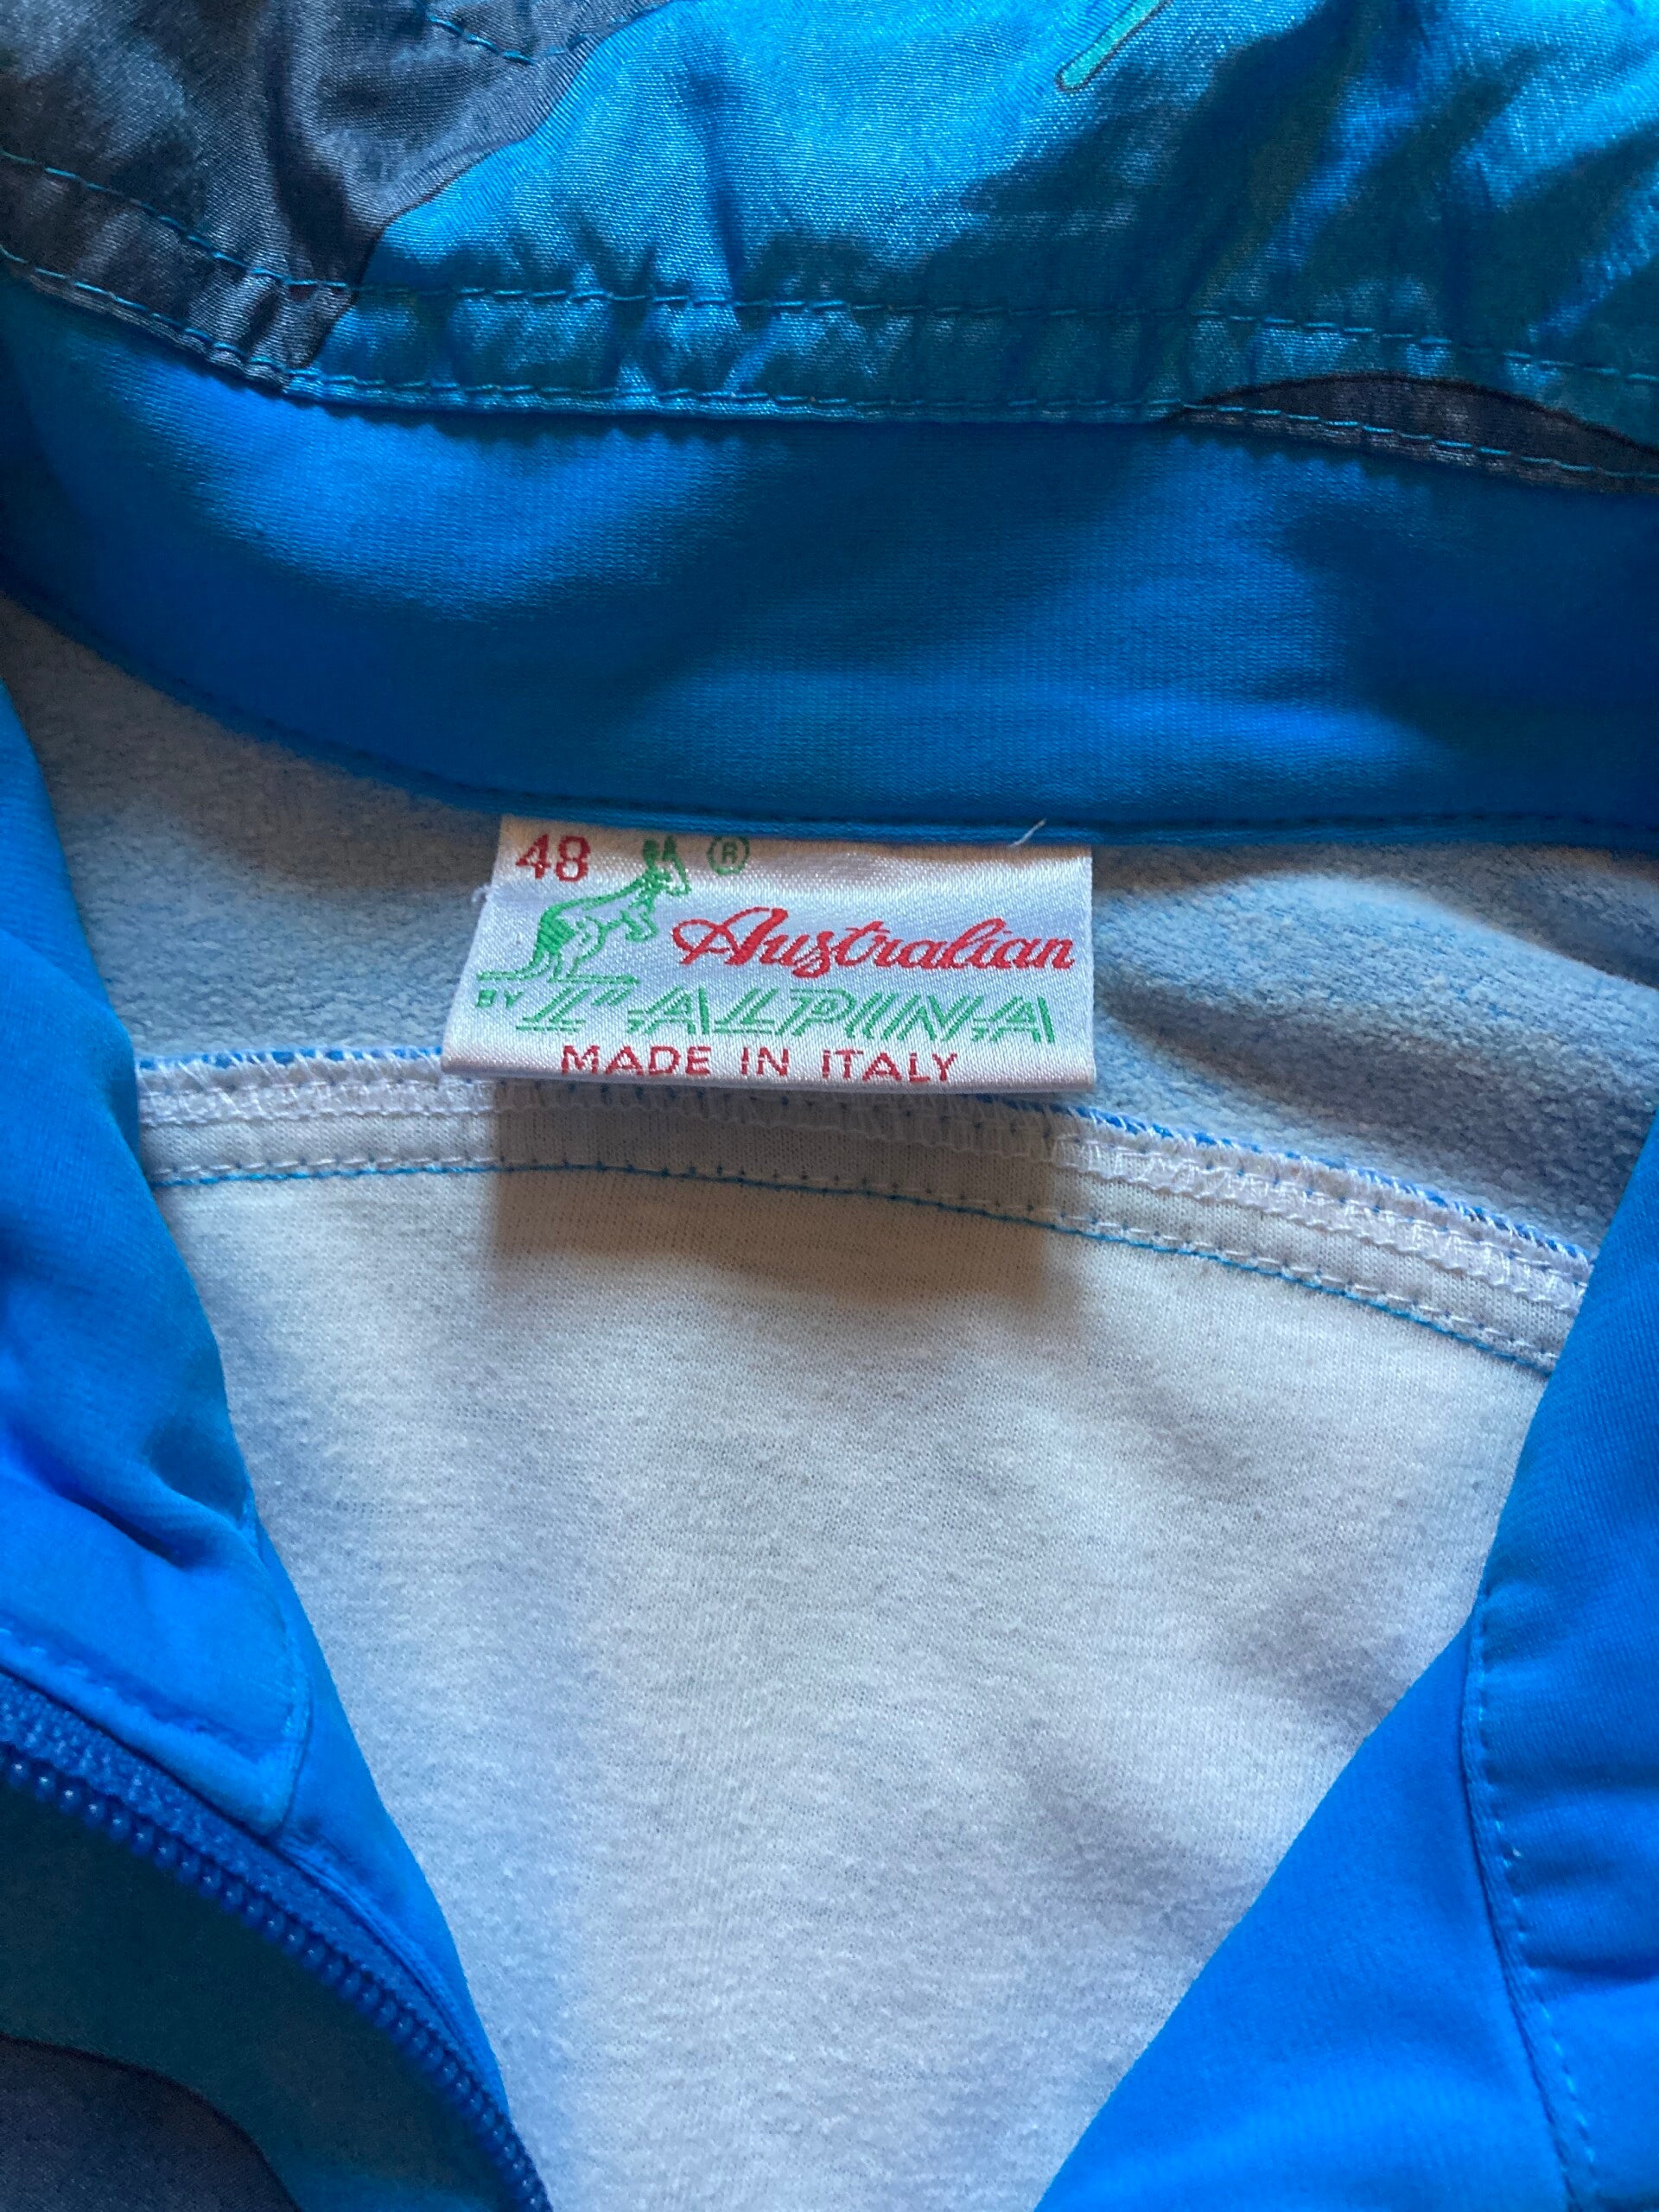 48 ®
Australian
BY L'ALPINA
MADE IN ITALY